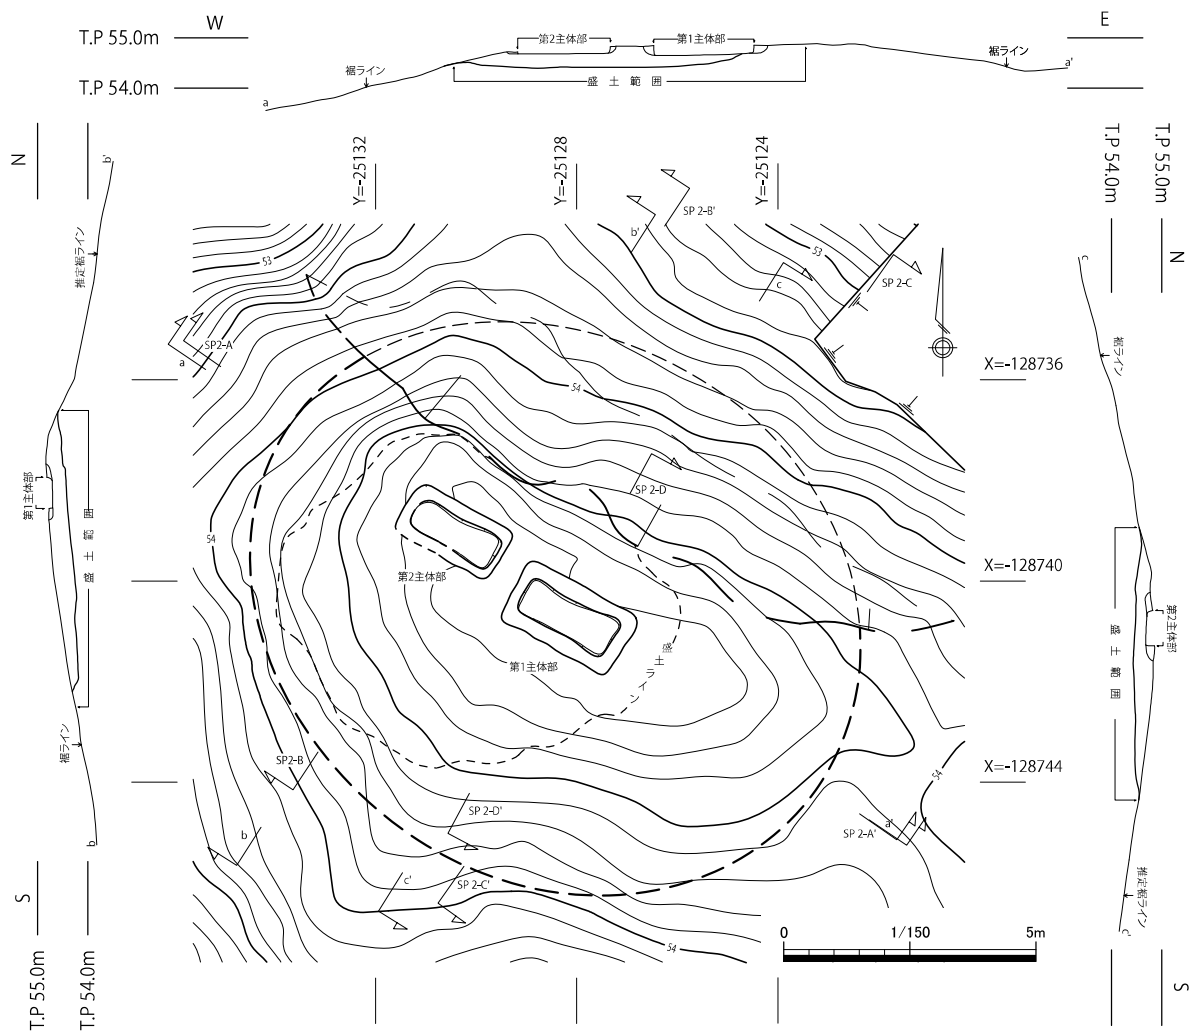 W
E
T.P 55.0m
T.P 54.0m
第2主体部
第1主体部
裾ライン
裾ライン
盛土範囲
a
a'
N
T.P 55.0m
T.P 54.0m
b'
推定裾ライン
第1主体部
盛土範囲
裾ライン
b
S
T.P 55.0m
T.P 54.0m
Y=-25132
Y=-25128
Y=-25124
T.P 54.0m
T.P 55.0m
N
c
裾ライン
第2主体部
盛土範囲
推定裾ライン
c'
S
X=-128736
X=-128740
X=-128744
SP 2-B'
b'
53
53
c
SP 2-C
SP2-A
a
54
SP 2-D
54
第2主体部
第1主体部
盛土ライン
SP2-B
54
SP 2-D'
a'
SP 2-A'
b
c'
SP 2-C'
54
0
1/150
5m